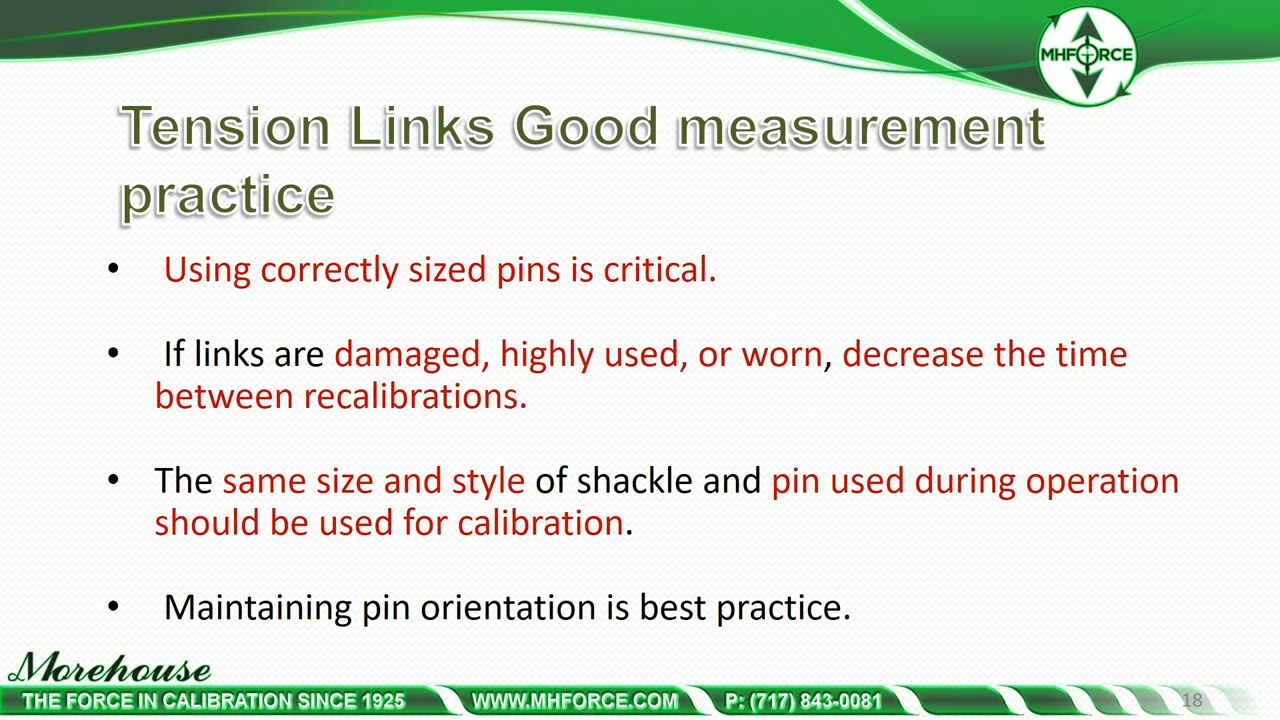 MHFORCE
Tension Links Good measurement
practice
• Using correctly sized pins is critical.
• If links are damaged, highly used, or worn, decrease the time
between recalibrations.
• The same size and style of shackle and pin used during operation
should be used for calibration.
• Maintaining pin orientation is best practice.
Morehouse
THE FORCE IN CALIBRATION SINCE 1925 WWW.MHFORCE.COM P: (717) 843-0081 18